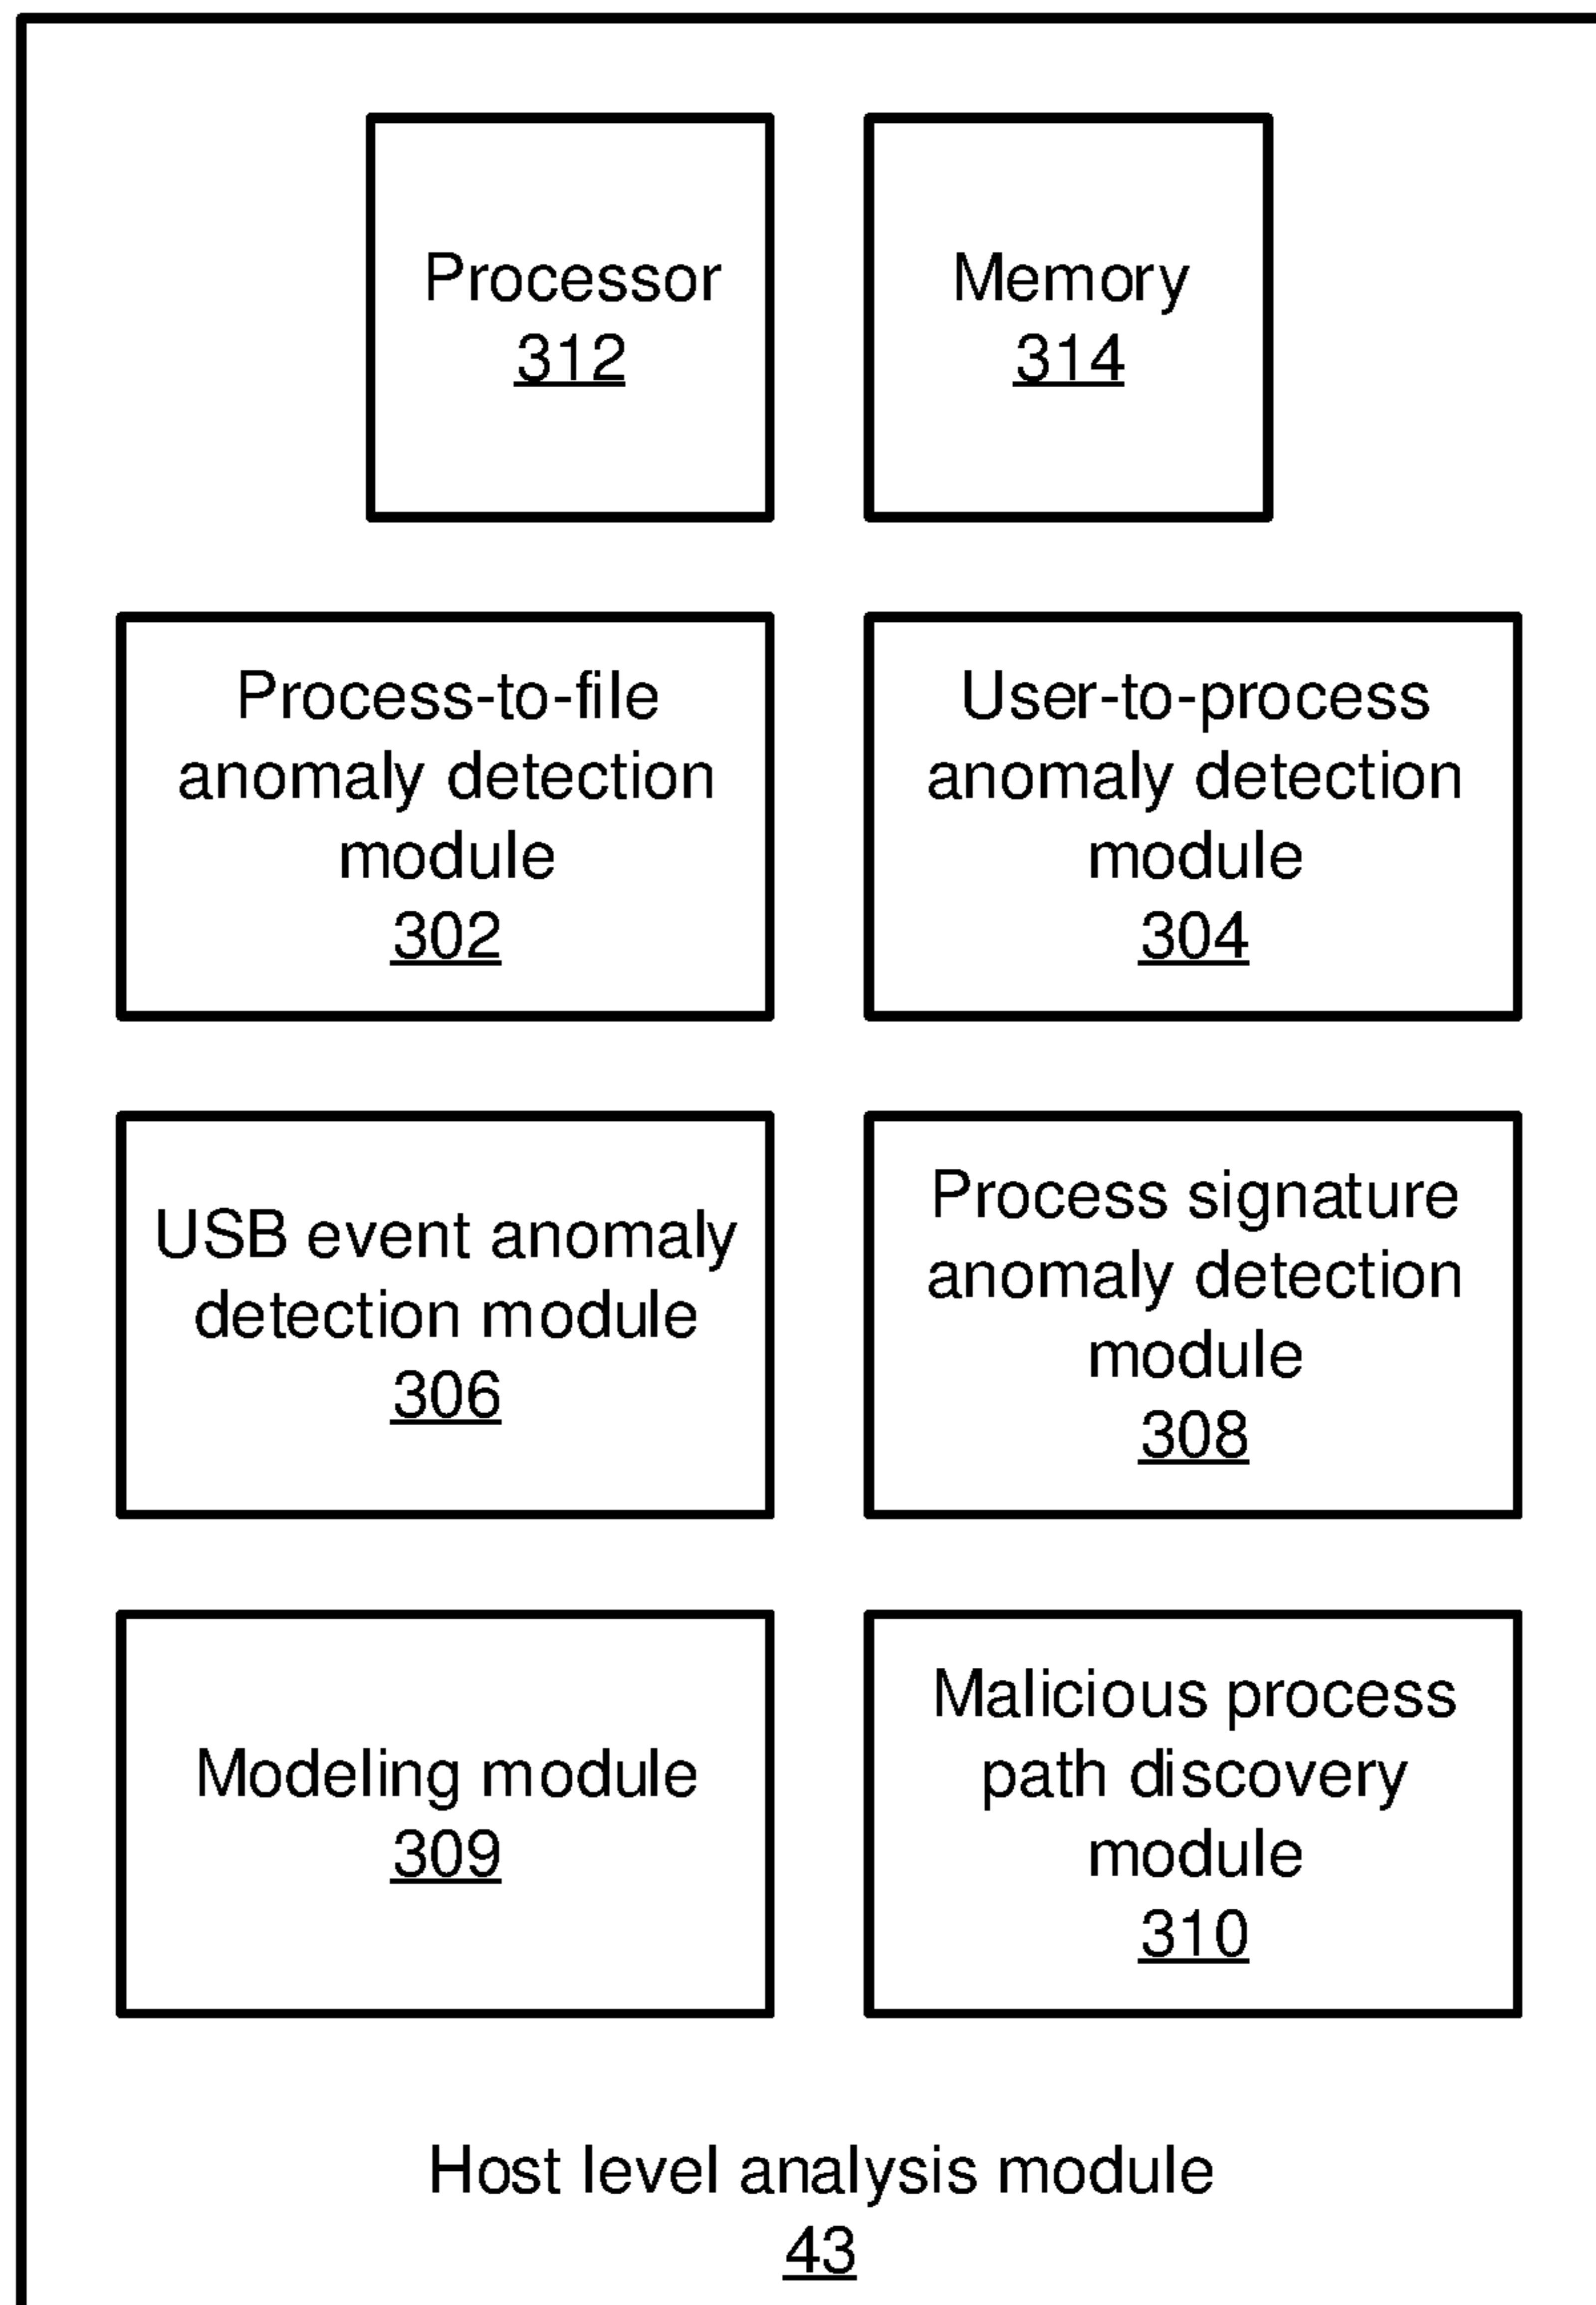 Processor
312
Memory
314
Process-to-file
anomaly detection
module
302
User-to-process
anomaly detection
module
304
USB event anomaly
detection module
306
Process signature
anomaly detection
module
308
Modeling module
309
Malicious process
path discovery
module
310
Host level analysis module
43